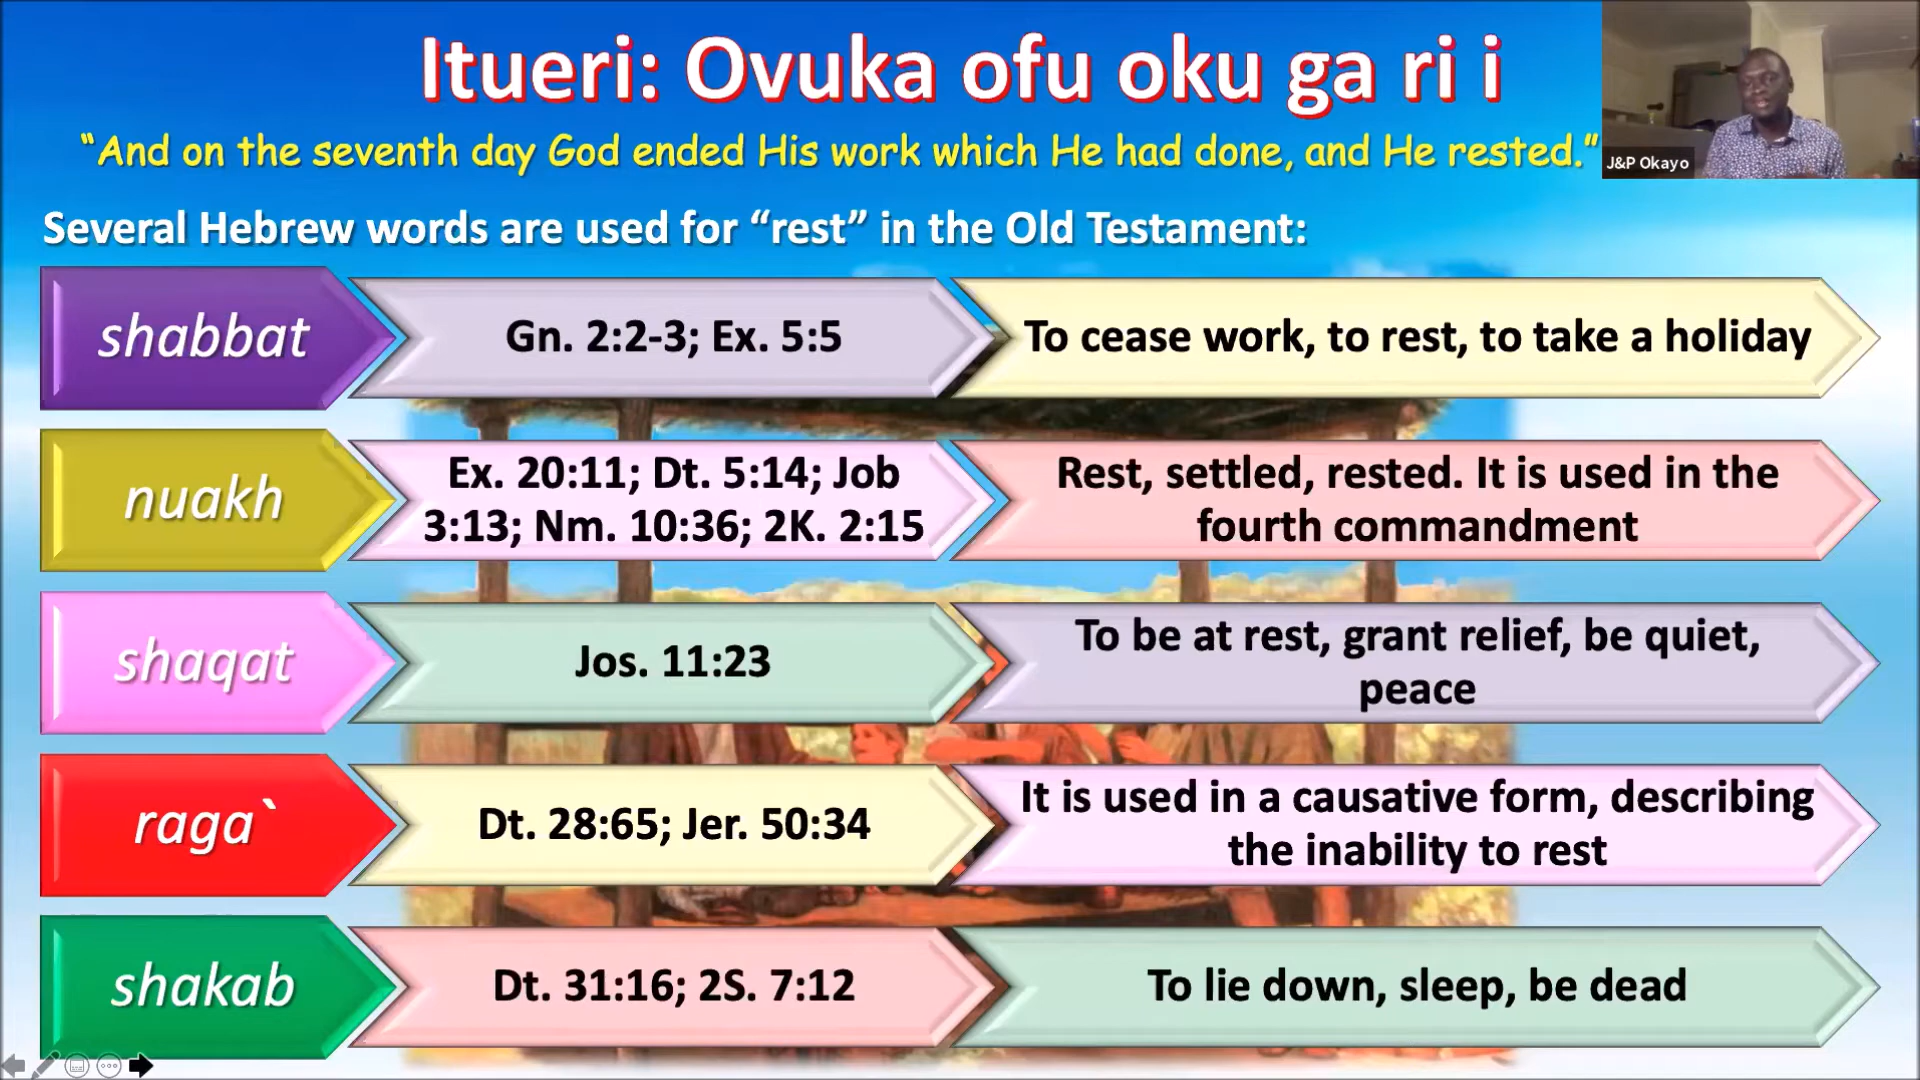 Itueri: Ovuka ofu oku ga ri i
“And on the seventh day God ended His work which He had done, and He rested.”
J&P Okayo
Several Hebrew words are used for “rest” in the Old Testament:
shabbat
Gn. 2:2-3; Ex. 5:5
To cease work, to rest, to take a holiday
nuakh
Ex. 20:11; Dt. 5:14; Job
3:13; Nm. 10:36; 2K. 2:15
Rest, settled, rested. It is used in the
fourth commandment
shaqat
Jos. 11:23
To be at rest, grant relief, be quiet,
peace
raga`
Dt. 28:65; Jer. 50:34
It is used in a causative form, describing
the inability to rest
shakab
Dt. 31:16; 2S. 7:12
To lie down, sleep, be dead